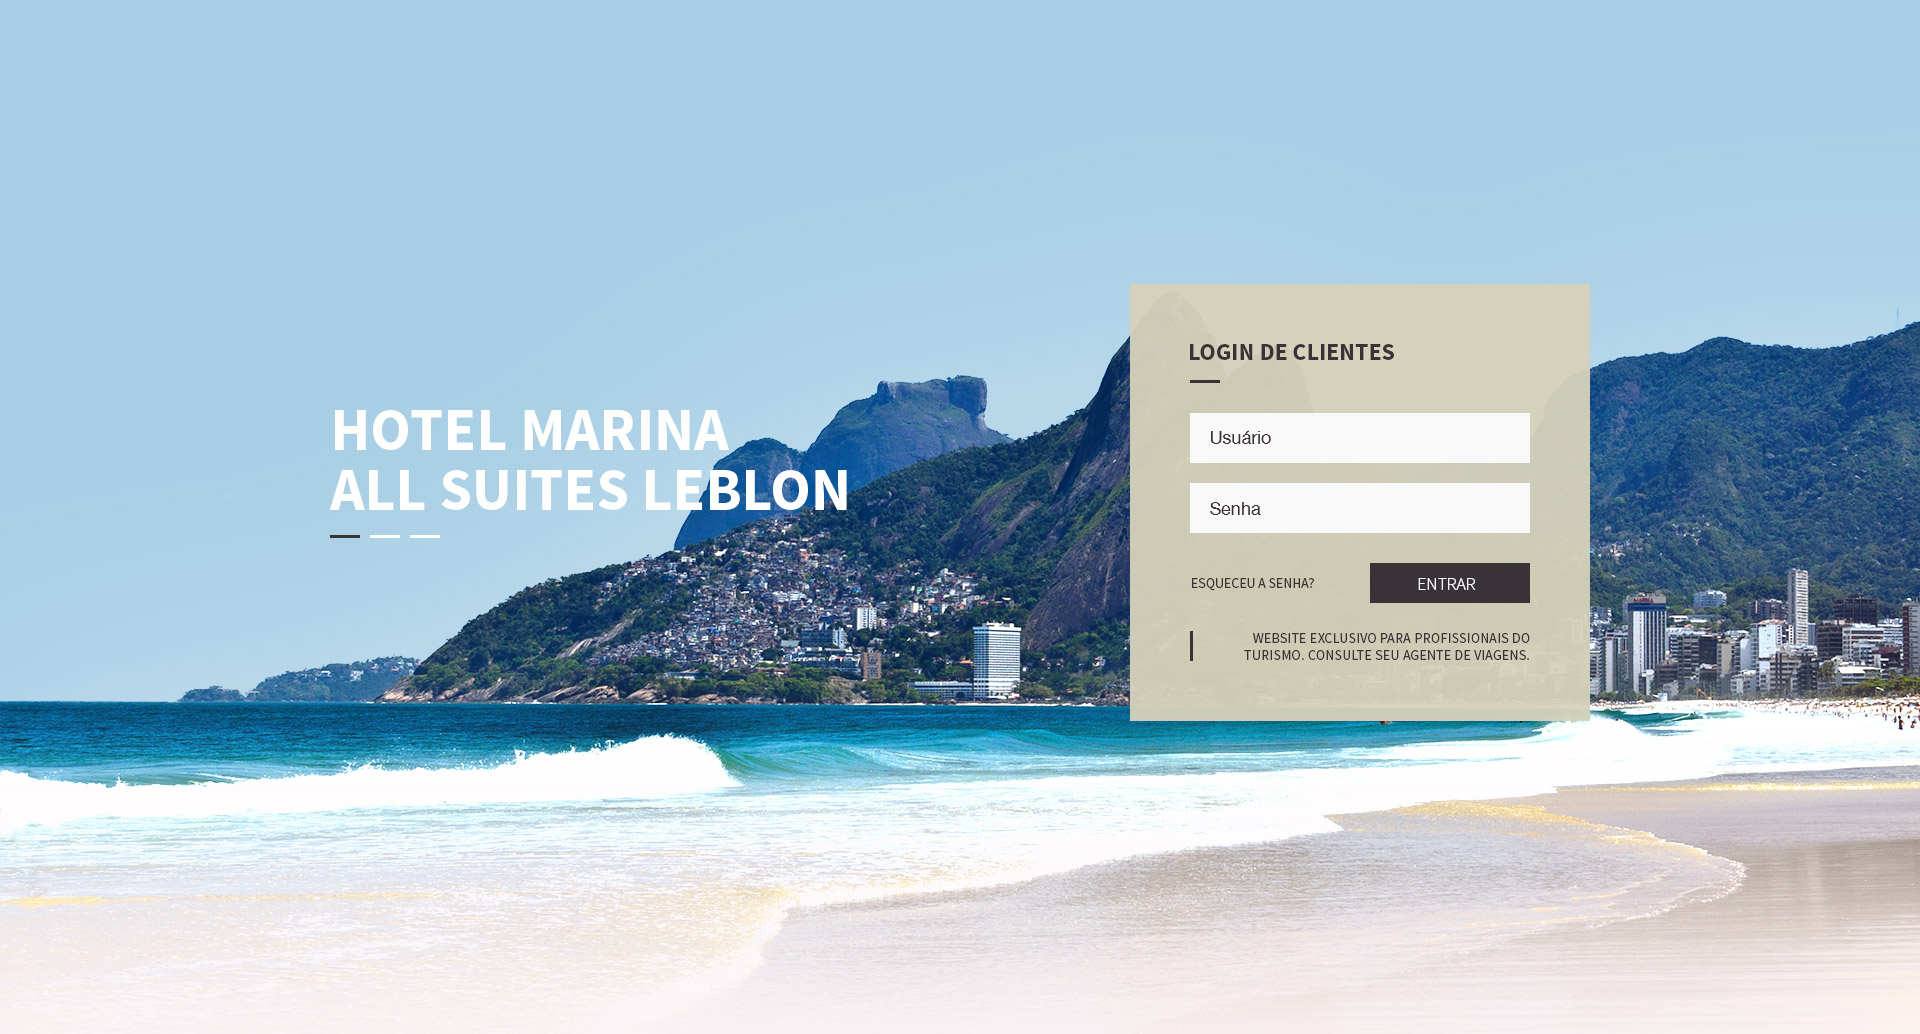 HOTEL MARINA
ALL SUITES LEBLON
LOGIN DE CLIENTES
Usuário
Senha
ESQUECEU A SENHA?
ENTRAR
WEBSITE EXCLUSIVO PARA PROFISSIONAIS DO
TURISMO. CONSULTE SEU AGENTE DE VIAGENS.